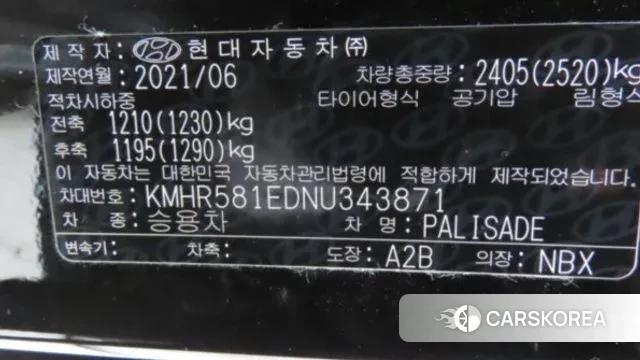 제 작 자 : 현대자동차㈜
제작연월 : 2021/06 차량총중량 : 2405(2520)kg
적차시하중 타이어형식 공기압 림형식
전축 1210(1230)kg
후축 1195(1290)kg
이 자동차는 대한민국 자동차관리법령에 적합하게 제작되었습니다.
차대번호: KMHR581EDNU343871
차 종: 승용차 차 명: PALISADE
변속기: 차축: 도장: A2B 의장: NBX
CARSKOREA